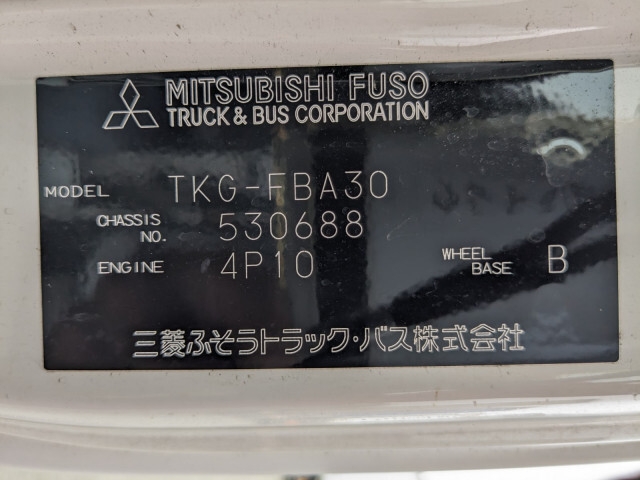 MITSUBISHI FUSO
TRUCK & BUS CORPORATION
MODEL TKG-FBA30
CHASSIS NO. 530688
ENGINE 4P10 WHEEL BASE B
三菱ふそうトラック・バス株式会社